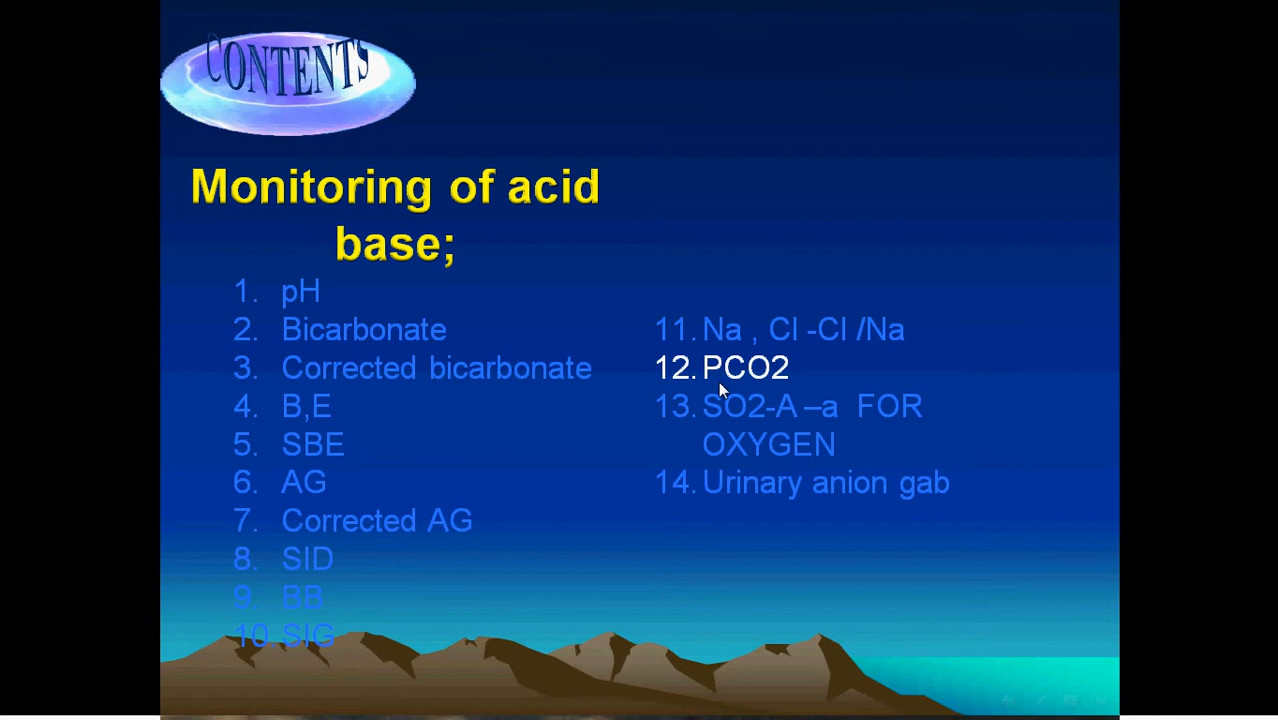 CONTENTS
Monitoring of acid
base;
1. pH
2. Bicarbonate
3. Corrected bicarbonate
4. B,E
5. SBE
6. AG
7. Corrected AG
8. SID
9. BB
10. SIG
11. Na , Cl -Cl /Na
12. PCO2
13. SO2-A –a FOR
OXYGEN
14. Urinary anion gab